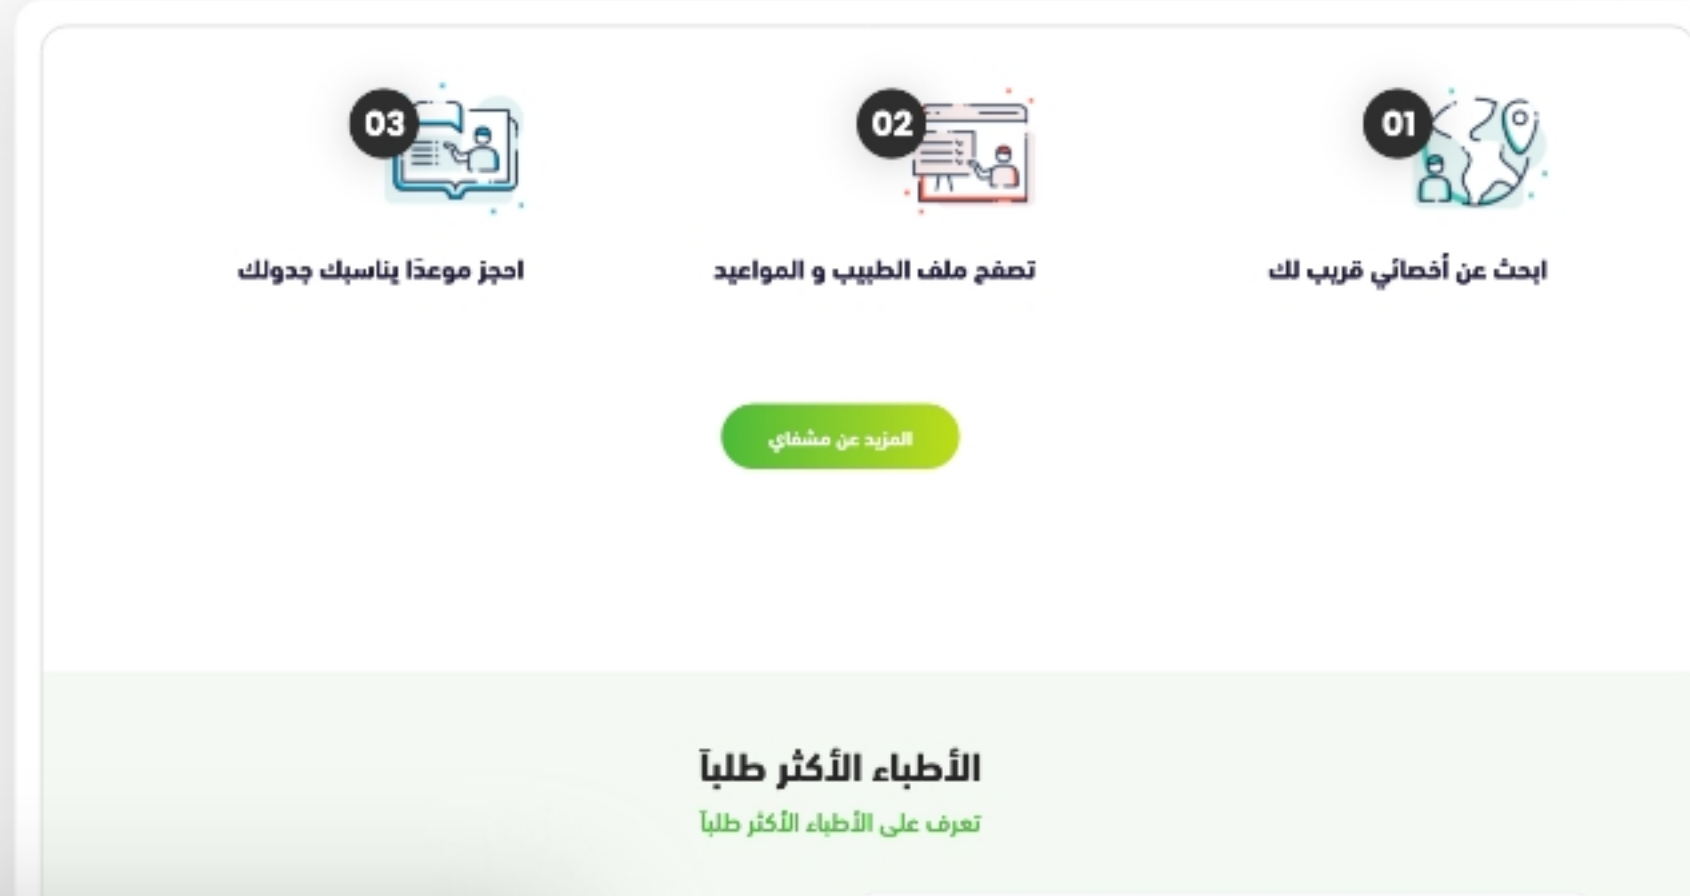 01
ابحث عن أخصائي قريب لك
02
تصفح ملف الطبيب و المواعيد
03
احجز موعدًا يناسبك جدولك
المزيد عن مشفاي
الأطباء الأكثر طلباً
تعرف على الأطباء الأكثر طلباً